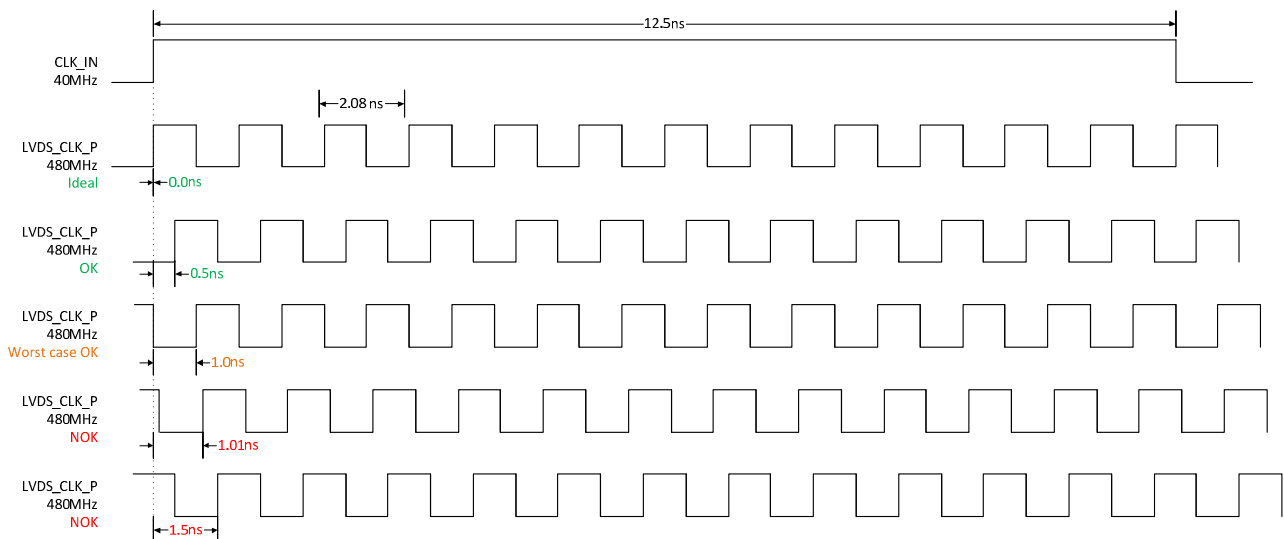 12.5ns
CLK_IN
40MHz
2.08 ns
LVDS_CLK_P
480MHz
Ideal
0.0ns
LVDS_CLK_P
480MHz
OK
0.5ns
LVDS_CLK_P
480MHz
Worst case OK
1.0ns
LVDS_CLK_P
480MHz
NOK
1.01ns
LVDS_CLK_P
480MHz
NOK
1.5ns